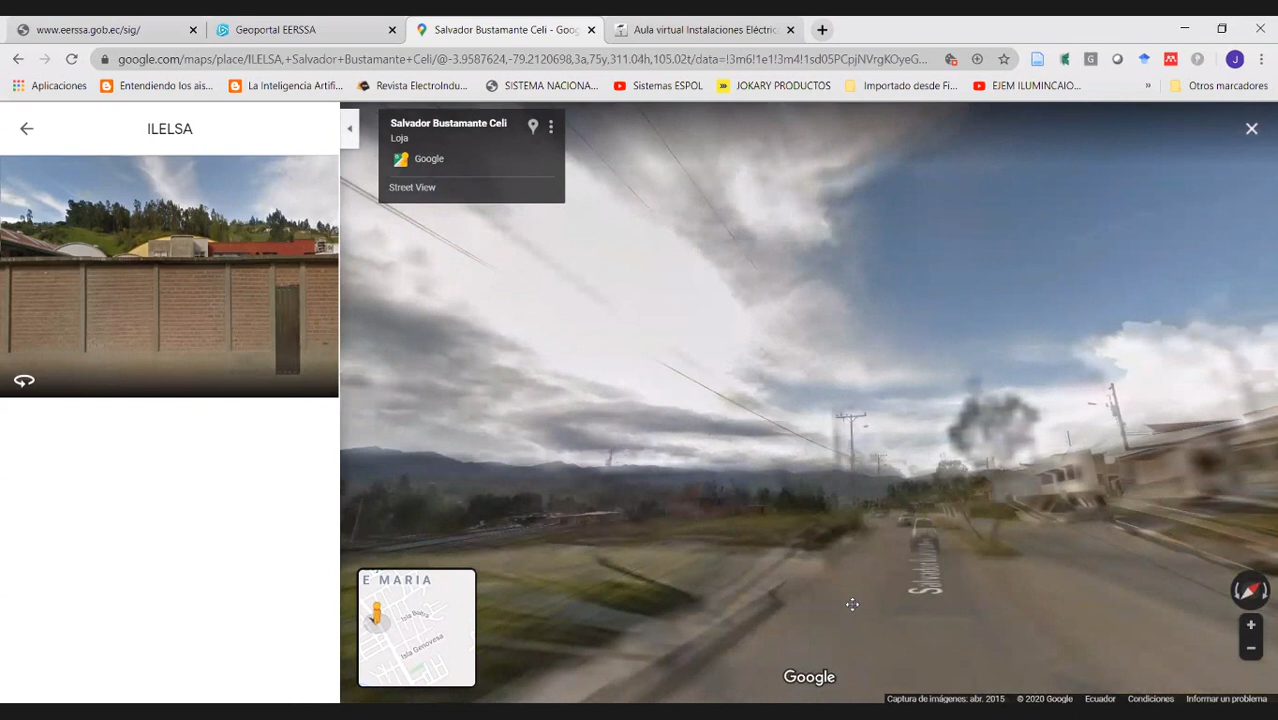 www.eerssa.gob.ec/sig/
Geoportal EERSSA
Salvador Bustamante Celi - Goog
Aula virtual Instalaciones Eléctric
google.com/maps/place/ILELSA,+Salvador+Bustamante+Celi/@-3.9587624,-79.2120698,3a,75y,311.04h,105.02t/data=!3m6!1e1!3m4!1sd05PCpjNVrgKOyeG...
J
Aplicaciones
Entendiendo los ais...
La Inteligencia Artifi...
Revista ElectroIndu...
SISTEMA NACIONA...
Sistemas ESPOL
JOKARY PRODUCTOS
Importado desde Fi...
EJEM ILUMINCAIO...
»
Otros marcadores
ILELSA
Salvador Bustamante Celi
Loja
Google
Street View
E MARIA
Isla Genovesa
Google
Captura de imágenes: abr. 2015
© 2020 Google
Ecuador
Condiciones
Informar un problema